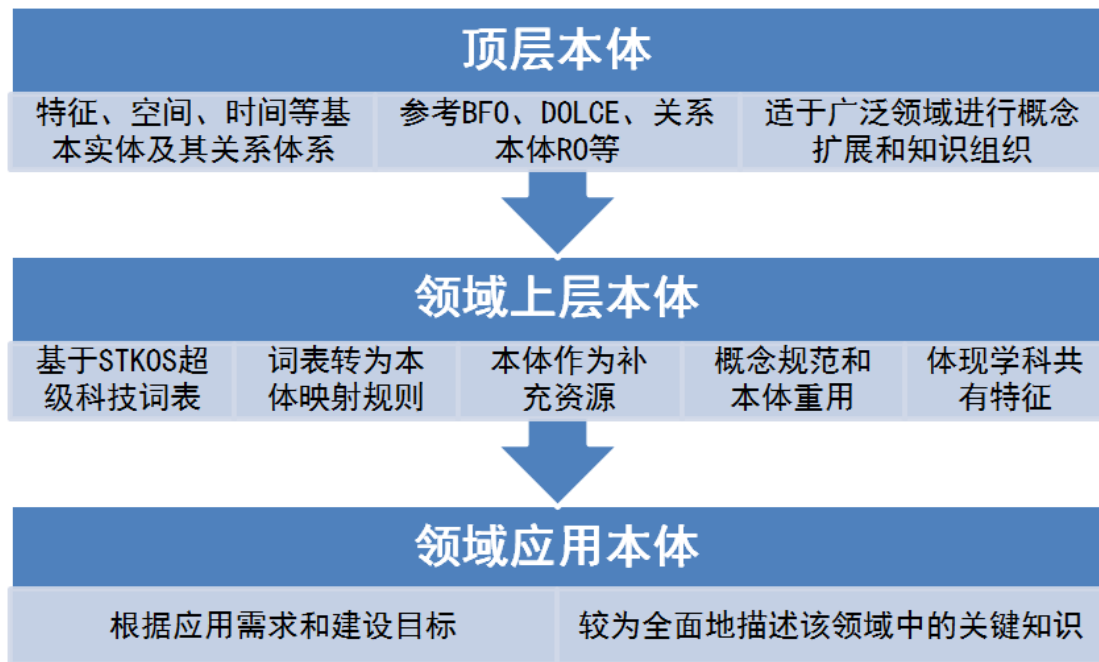 顶层本体
特征、空间、时间等基
本实体及其关系体系
参考BFO、DOLCE、关系
本体RO等
适于广泛领域进行概念
扩展和知识组织
领域上层本体
基于STKOS超
级科技词表
词表转为本
体映射规则
本体作为补
充资源
概念规范和
本体重用
体现学科共
有特征
领域应用本体
根据应用需求和建设目标
较为全面地描述该领域中的关键知识